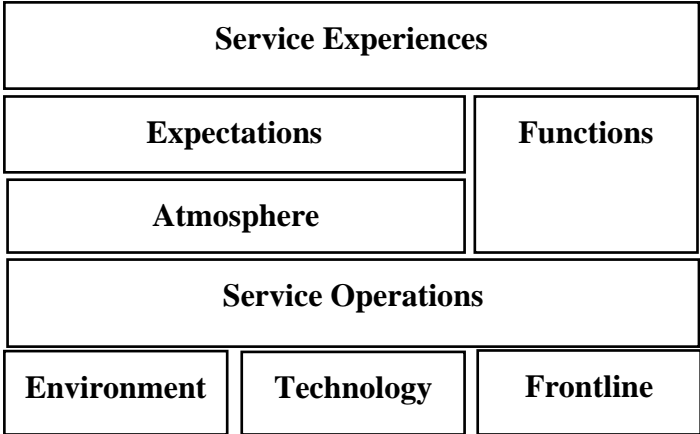 Service Experiences
Expectations
Functions
Atmosphere
Service Operations
Environment
Technology
Frontline